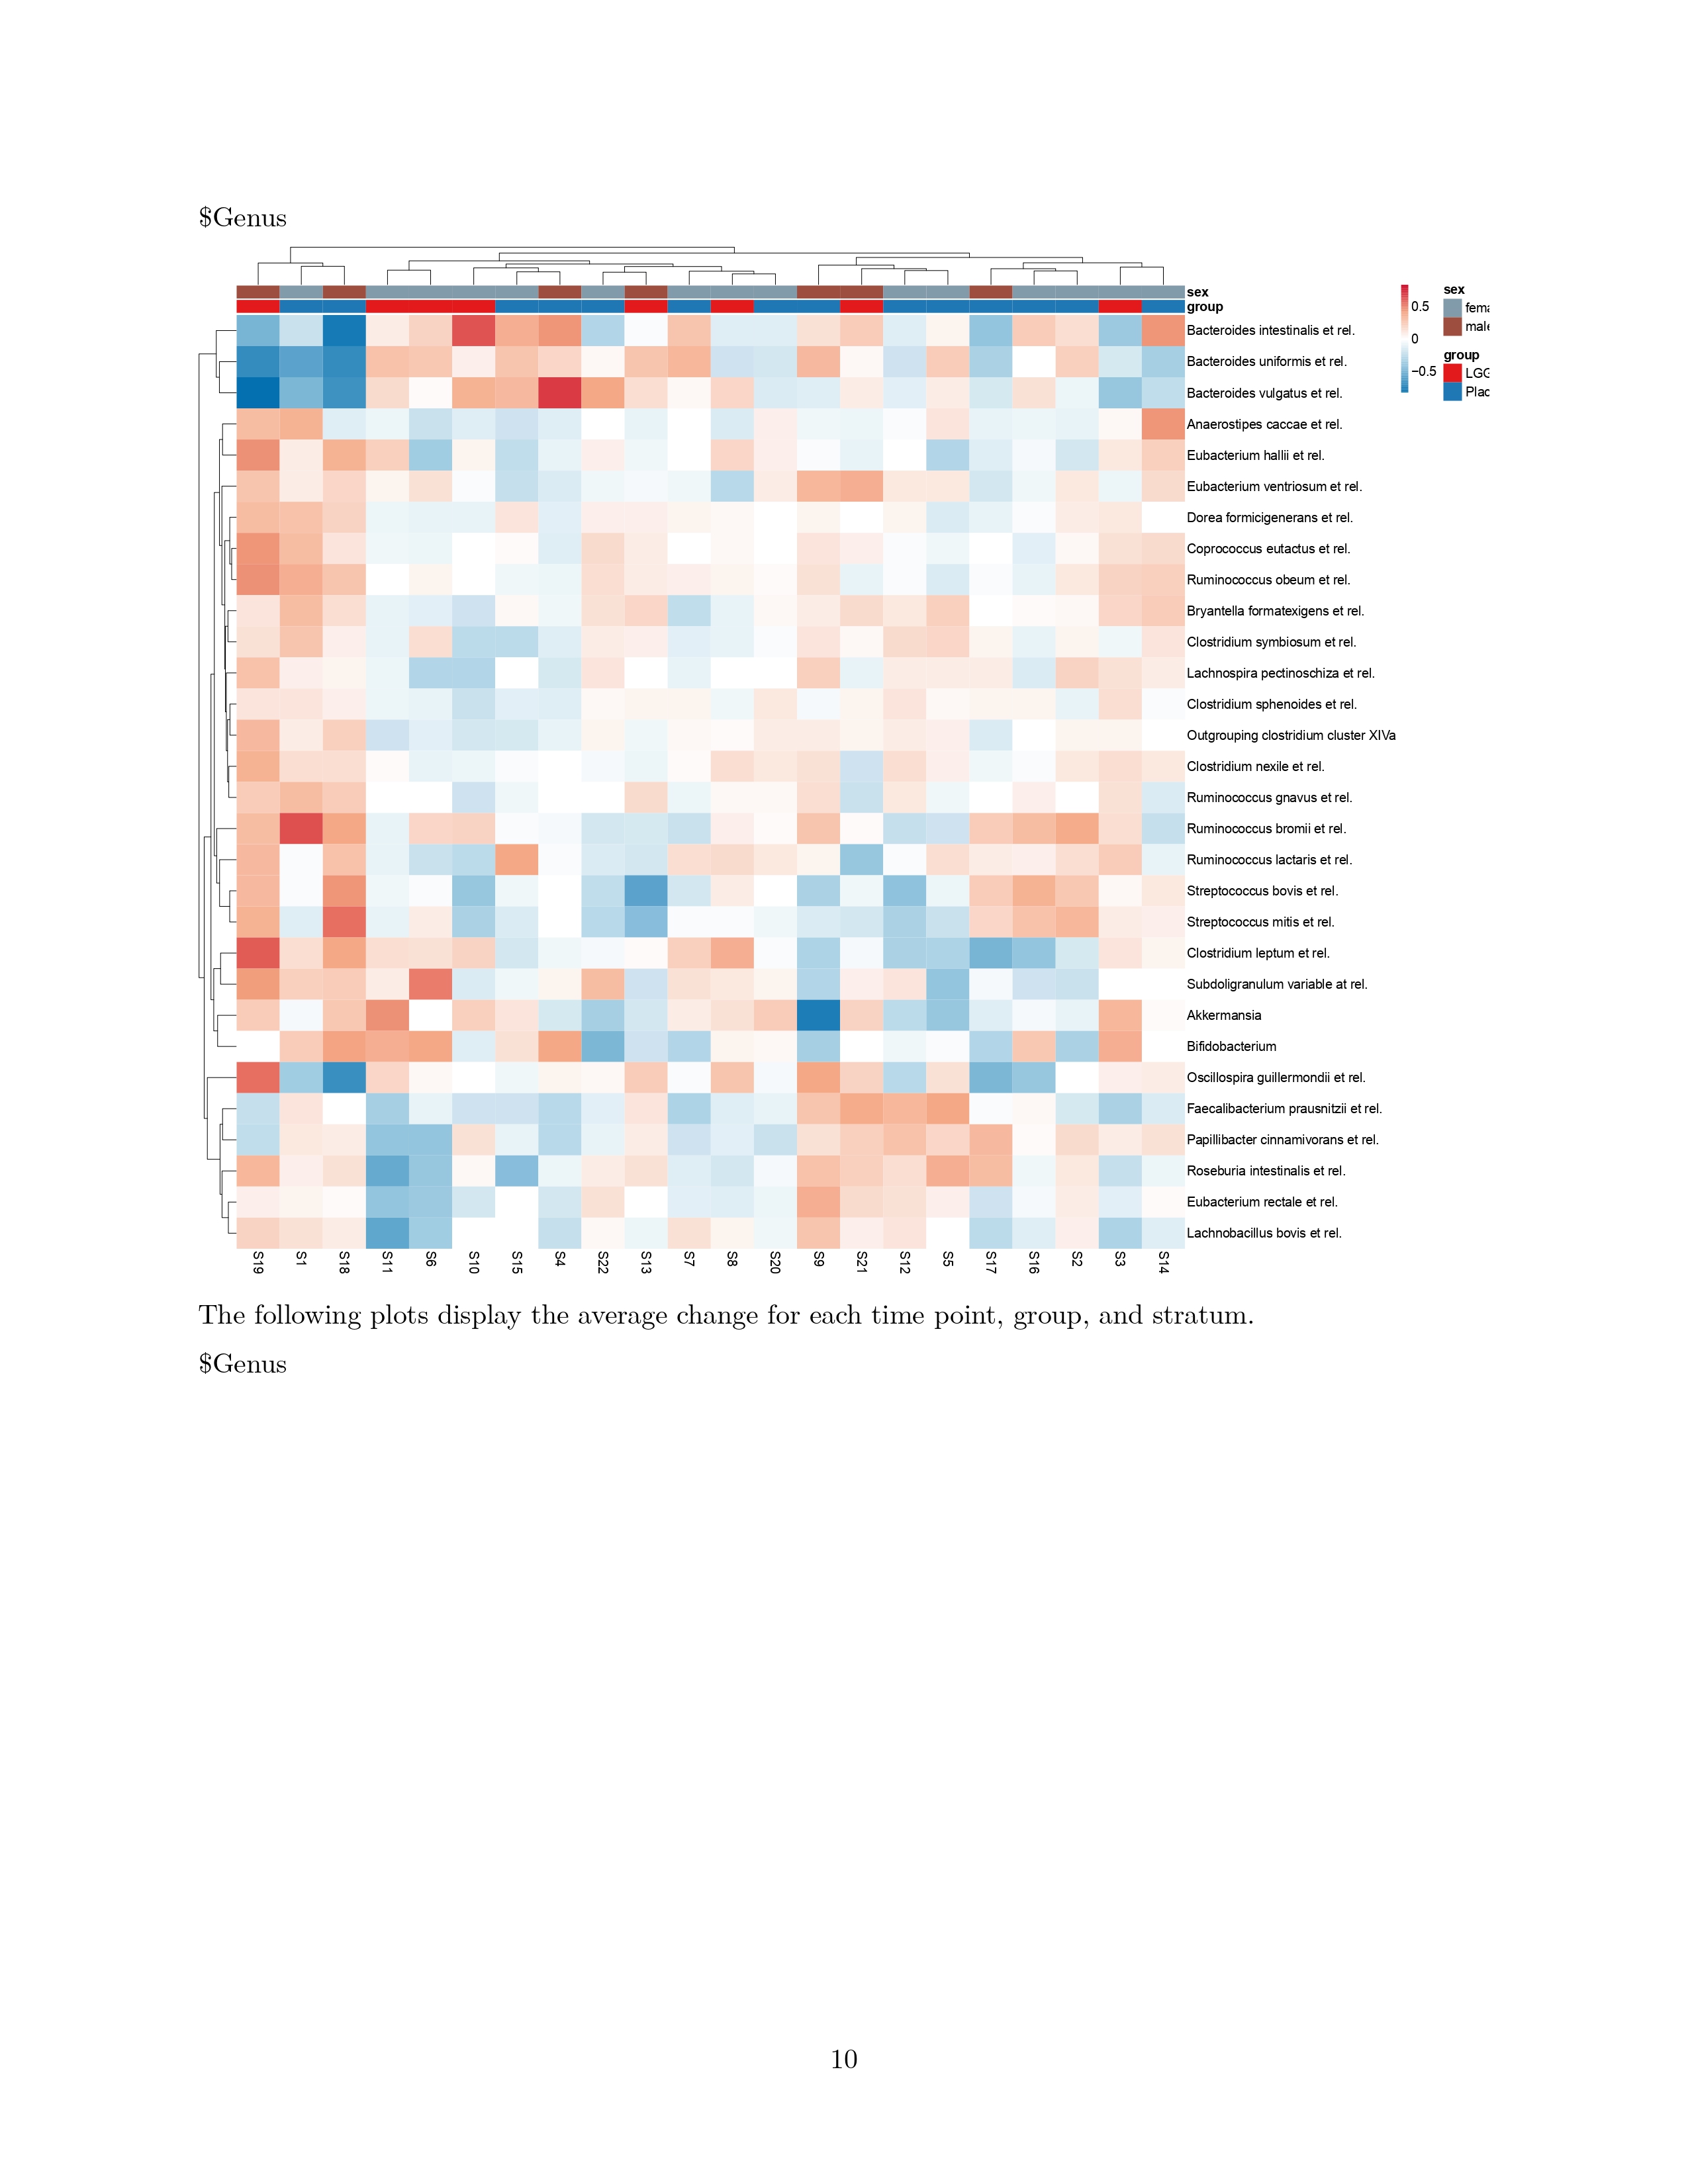 $Genus
sex
group
Bacteroides intestinalis et rel.
Bacteroides uniformis et rel.
Bacteroides vulgatus et rel.
Anaerostipes caccae et rel.
Eubacterium hallii et rel.
Eubacterium ventriosum et rel.
Dorea formicigenerans et rel.
Coprococcus eutactus et rel.
Ruminococcus obeum et rel.
Bryantella formatexigens et rel.
Clostridium symbiosum et rel.
Lachnospira pectinoschiza et rel.
Clostridium sphenoides et rel.
Outgrouping clostridium cluster XIVa
Clostridium nexile et rel.
Ruminococcus gnavus et rel.
Ruminococcus bromii et rel.
Ruminococcus lactaris et rel.
Streptococcus bovis et rel.
Streptococcus mitis et rel.
Clostridium leptum et rel.
Subdoligranulum variable at rel.
Akkermansia
Bifidobacterium
Oscillospira guillermondii et rel.
Faecalibacterium prausnitzii et rel.
Papillibacter cinnamivorans et rel.
Roseburia intestinalis et rel.
Eubacterium rectale et rel.
Lachnobacillus bovis et rel.
S19 S1 S18 S11 S6 S10 S15 S4 S22 S13 S7 S8 S20 S9 S21 S12 S5 S17 S16 S2 S3 S14
0.5
0
−0.5
sex
fema
male
group
LGG
Plac
The following plots display the average change for each time point, group, and stratum.
$Genus
10